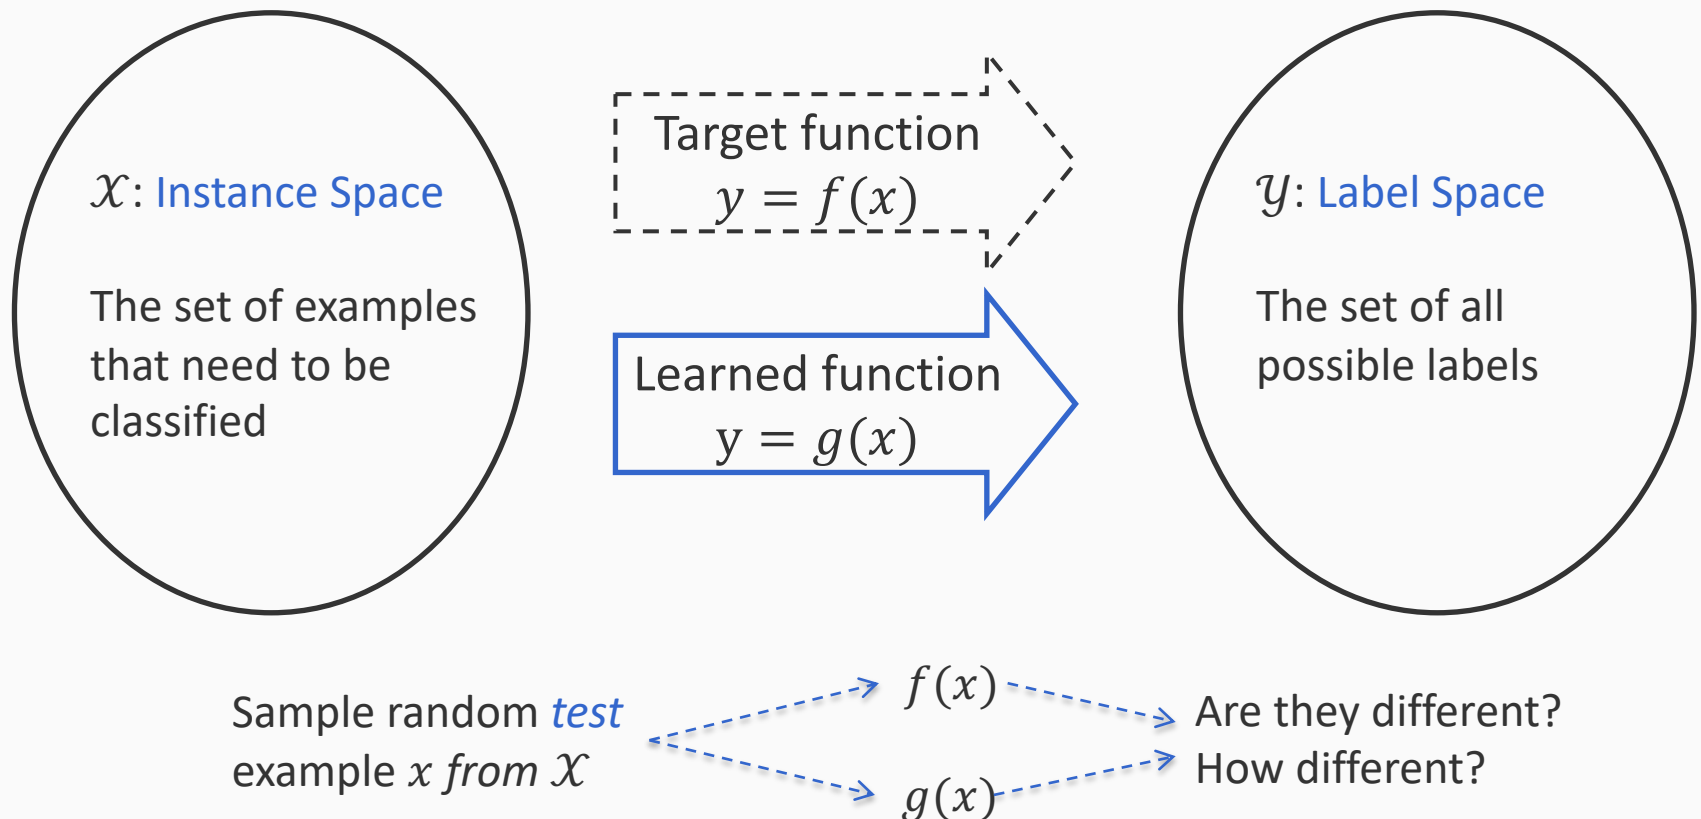 𝒳: Instance Space
The set of examples
that need to be
classified
Target function
y = f(x)
Learned function
y = g(x)
𝒴: Label Space
The set of all
possible labels
Sample random test
example x from 𝒳
f(x)
g(x)
Are they different?
How different?